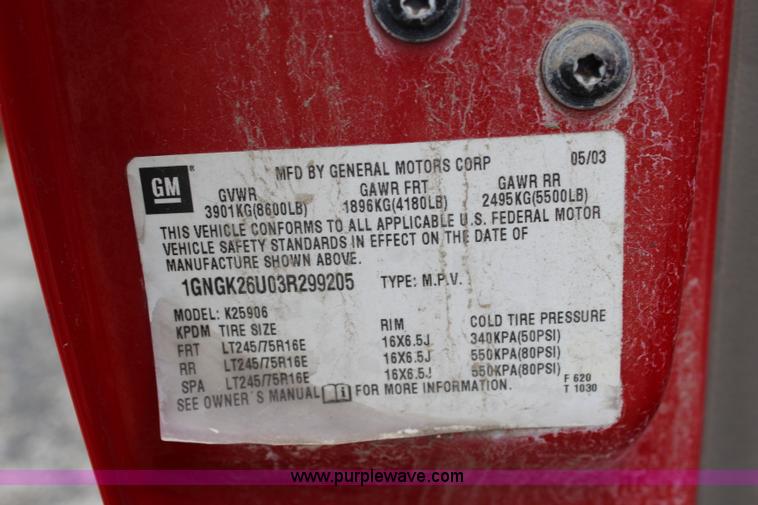 GM
MFD BY GENERAL MOTORS CORP 05/03
GVWR GAWR FRT GAWR RR
3901KG(8600LB) 1896KG(4180LB) 2495KG(5500LB)
THIS VEHICLE CONFORMS TO ALL APPLICABLE U.S. FEDERAL MOTOR
VEHICLE SAFETY STANDARDS IN EFFECT ON THE DATE OF
MANUFACTURE SHOWN ABOVE.
1GNGK26U03R299205 TYPE: M.P.V.
MODEL: K25906
KPDM TIRE SIZE RIM COLD TIRE PRESSURE
FRT LT245/75R16E 16X6.5J 340KPA(50PSI)
RR LT245/75R16E 16X6.5J 550KPA(80PSI)
SPA LT245/75R16E 16X6.5J 550KPA(80PSI)
SEE OWNER'S MANUAL FOR MORE INFORMATION.
F 620
T 1030
www.purplewave.com